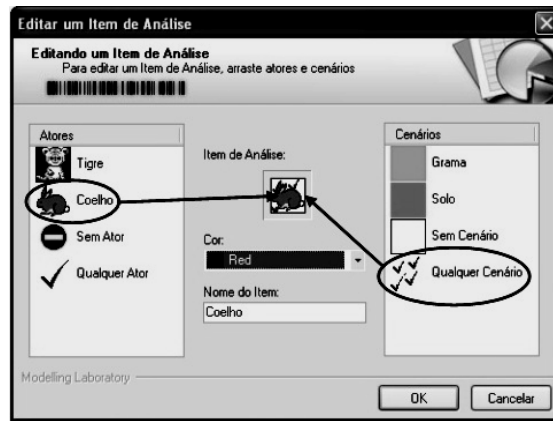 Editar um Item de Análise
Editando um Item de Análise
Para editar um Item de Análise, arraste atores e cenários
Atores
Tigre
Coelho
Sem Ator
Qualquer Ator
Item de Análise:
Cor:
Red
Nome do Item:
Coelho
Cenários
Grama
Solo
Sem Cenário
Qualquer Cenário
Modelling Laboratory
OK
Cancelar